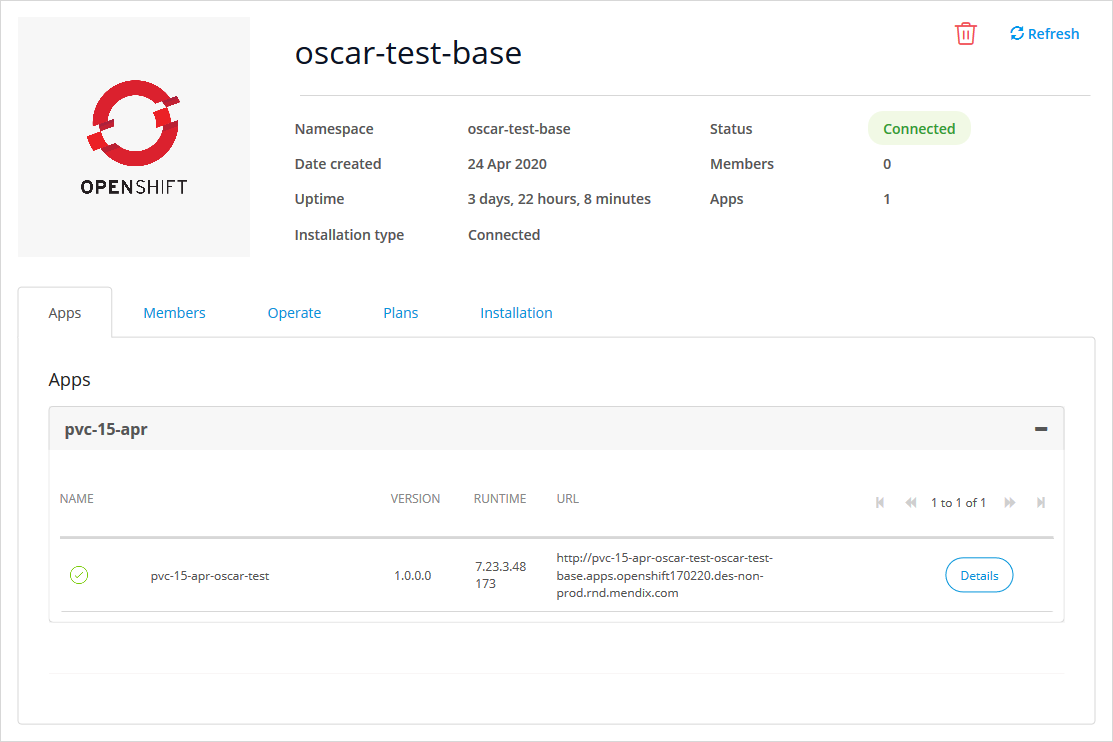 oscar-test-base
Refresh
OPENSHIFT
Namespace oscar-test-base Status Connected
Date created 24 Apr 2020 Members 0
Uptime 3 days, 22 hours, 8 minutes Apps 1
Installation type Connected
Apps Members Operate Plans Installation
Apps
pvc-15-apr
NAME VERSION RUNTIME URL 1 to 1 of 1
pvc-15-apr-oscar-test 1.0.0.0
7.23.3.48
173
http://pvc-15-apr-oscar-test-oscar-test-
base.apps.openshift170220.des-non-
prod.rnd.mendix.com
Details